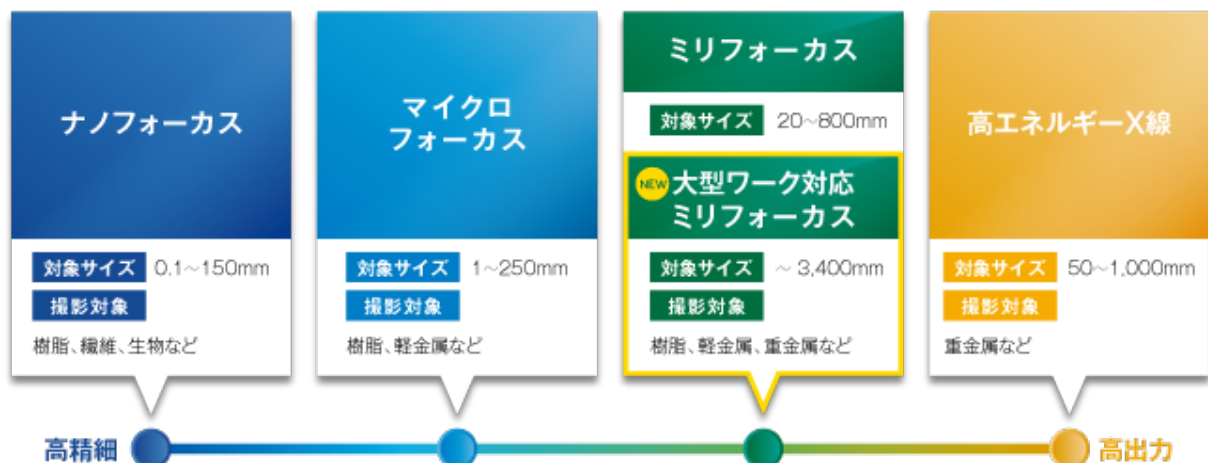 ナノフォーカス
対象サイズ 0.1～150mm
撮影対象
樹脂、繊維、生物など
マイクロ
フォーカス
対象サイズ 1～250mm
撮影対象
樹脂、軽金属など
ミリフォーカス
対象サイズ 20～800mm
NEW 大型ワーク対応
ミリフォーカス
対象サイズ ～3,400mm
撮影対象
樹脂、軽金属、重金属など
高エネルギーX線
対象サイズ 50～1,000mm
撮影対象
重金属など
高精細
高出力